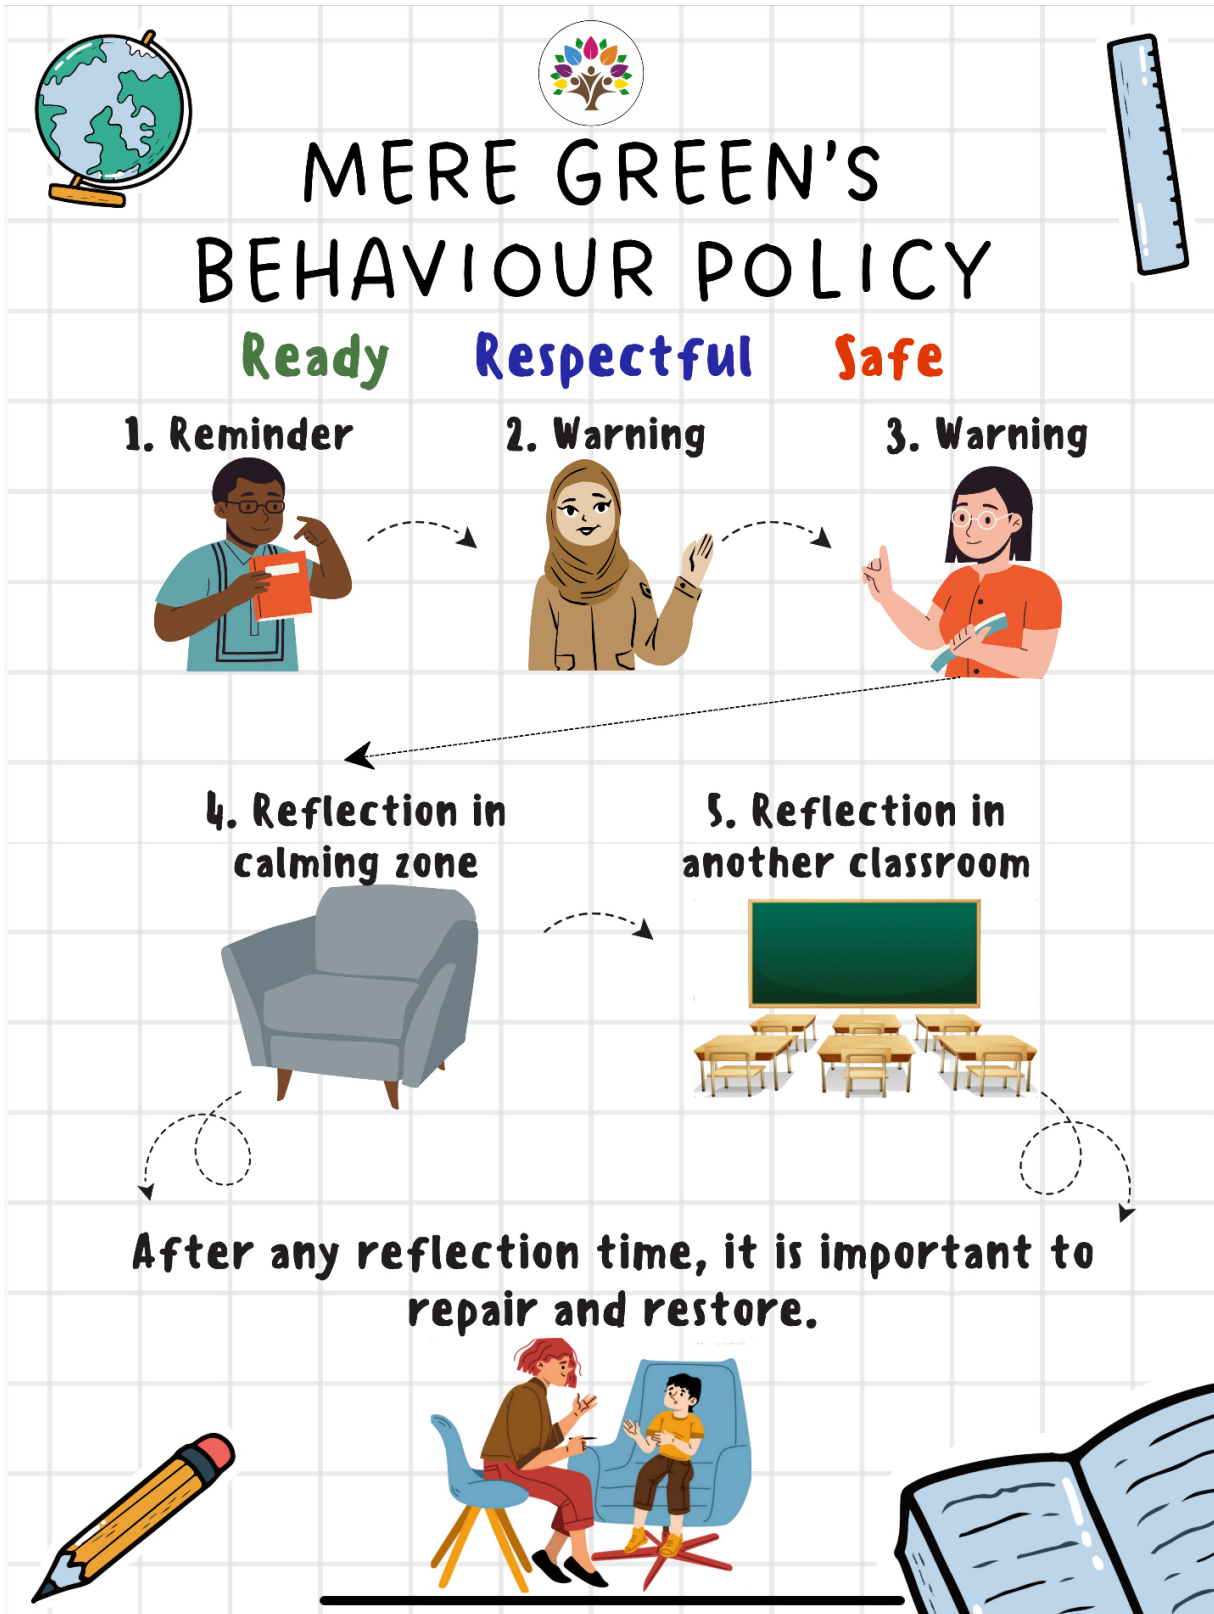 MERE GREEN'S
BEHAVIOUR POLICY
Ready Respectful Safe
1. Reminder 2. Warning 3. Warning
4. Reflection in
calming zone
5. Reflection in
another classroom
After any reflection time, it is important to
repair and restore.